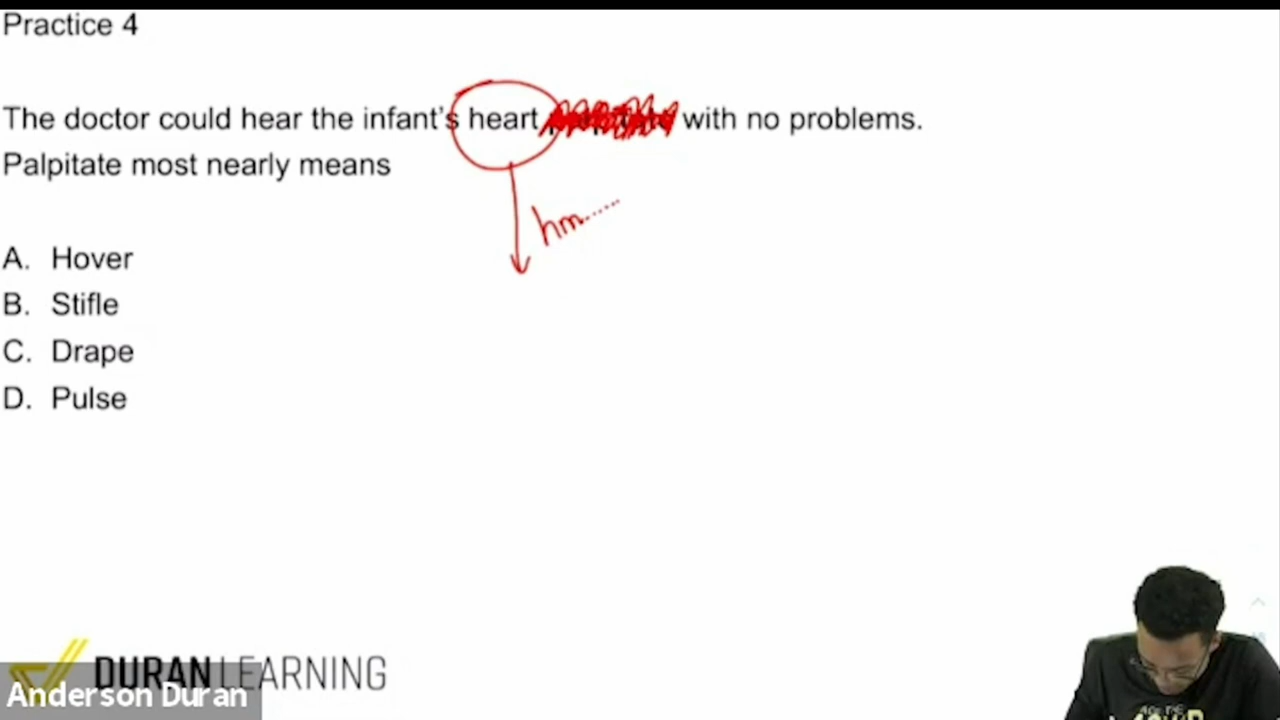 Practice 4
The doctor could hear the infant's heart with no problems.
Palpitate most nearly means
hm......
A. Hover
B. Stifle
C. Drape
D. Pulse
DURAN LEARNING
Anderson Duran